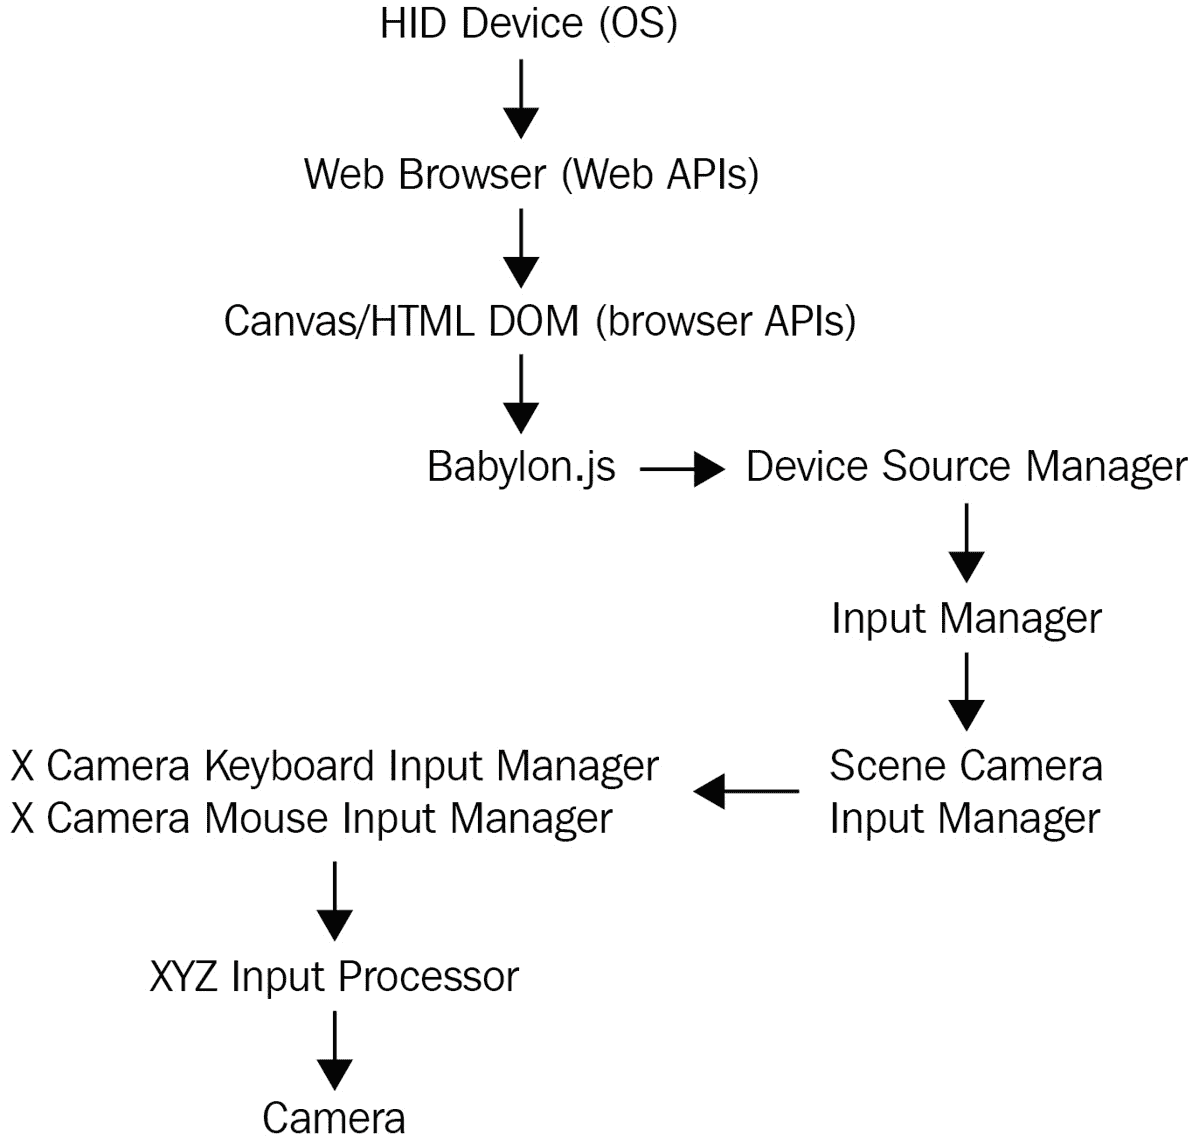 HID Device (OS)
Web Browser (Web APIs)
Canvas/HTML DOM (browser APIs)
Babylon.js
Device Source Manager
Input Manager
Scene Camera
Input Manager
X Camera Keyboard Input Manager
X Camera Mouse Input Manager
XYZ Input Processor
Camera